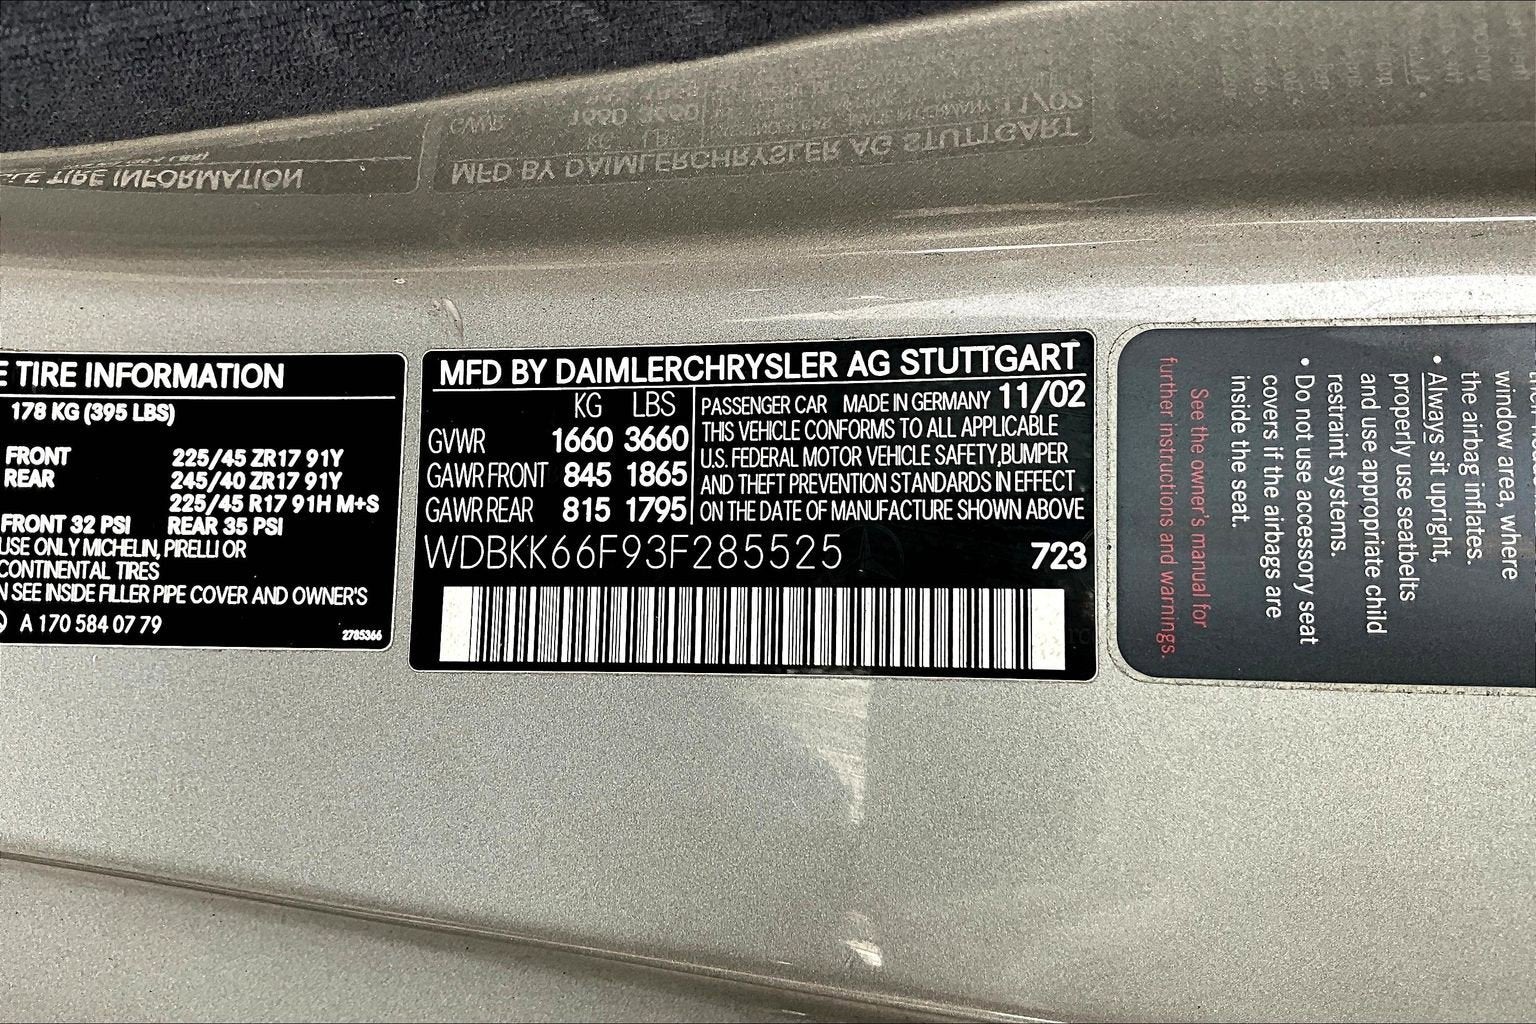 E TIRE INFORMATION
178 KG (395 LBS)
FRONT 225/45 ZR17 91Y
REAR 245/40 ZR17 91Y
225/45 R17 91H M+S
FRONT 32 PSI REAR 35 PSI
USE ONLY MICHELIN, PIRELLI OR
CONTINENTAL TIRES
N SEE INSIDE FILLER PIPE COVER AND OWNER'S
A 170 584 07 79
2785366
MFD BY DAIMLERCHRYSLER AG STUTTGART
KG LBS
GVWR 1660 3660
GAWR FRONT 845 1865
GAWR REAR 815 1795
PASSENGER CAR MADE IN GERMANY 11/02
THIS VEHICLE CONFORMS TO ALL APPLICABLE
U.S. FEDERAL MOTOR VEHICLE SAFETY,BUMPER
AND THEFT PREVENTION STANDARDS IN EFFECT
ON THE DATE OF MANUFACTURE SHOWN ABOVE
WDBKK66F93F285525 723
window area, where
the airbag inflates.
• Always sit upright,
properly use seatbelts
and use appropriate child
restraint systems.
• Do not use accessory seat
covers if the airbags are
inside the seat.
See the owner's manual for
further instructions and warnings.